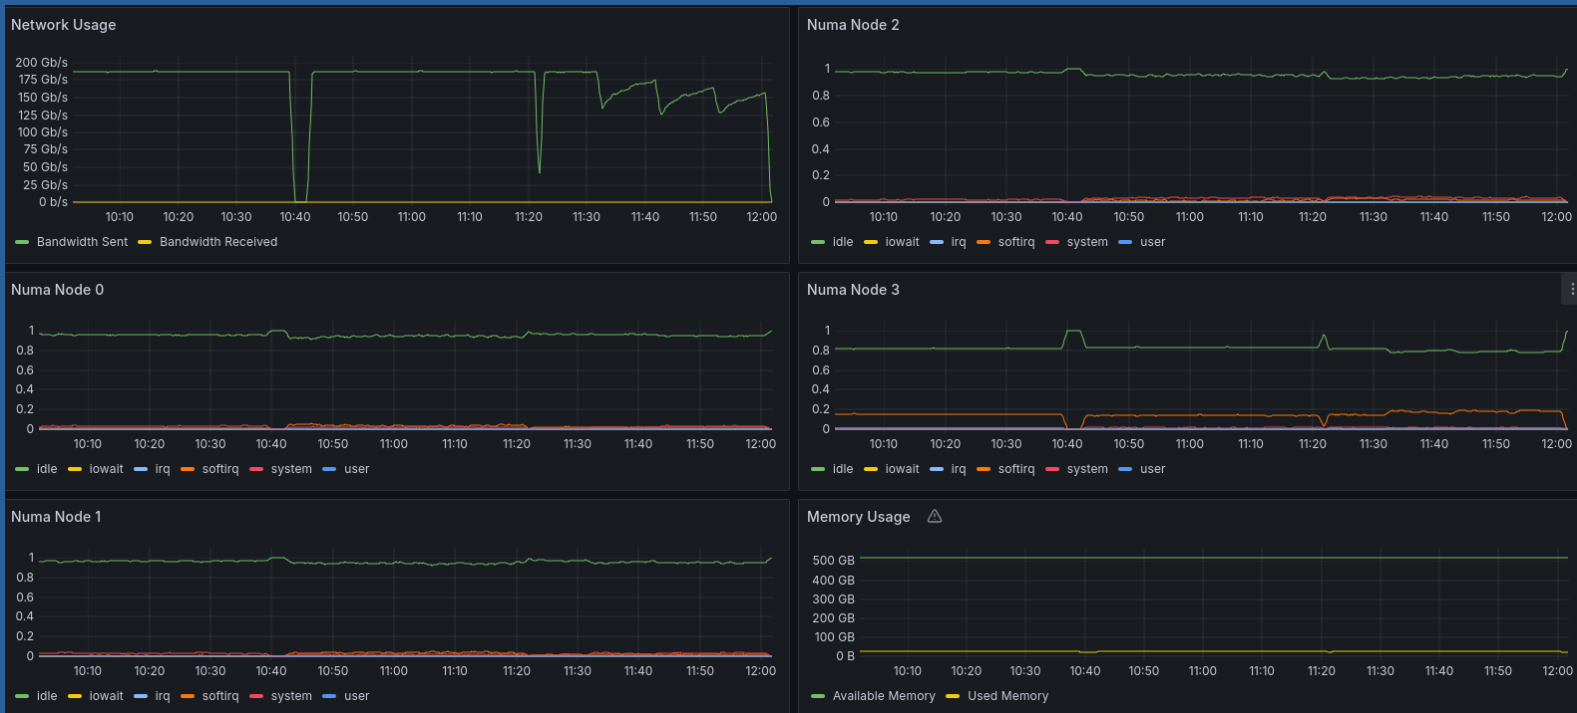 Network Usage
200 Gb/s
175 Gb/s
150 Gb/s
125 Gb/s
100 Gb/s
75 Gb/s
50 Gb/s
25 Gb/s
0 b/s
10:10 10:20 10:30 10:40 10:50 11:00 11:10 11:20 11:30 11:40 11:50 12:00
Bandwidth Sent Bandwidth Received
Numa Node 2
1
0.8
0.6
0.4
0.2
0
10:10 10:20 10:30 10:40 10:50 11:00 11:10 11:20 11:30 11:40 11:50 12:00
idle iowait irq softirq system user
Numa Node 0
1
0.8
0.6
0.4
0.2
0
10:10 10:20 10:30 10:40 10:50 11:00 11:10 11:20 11:30 11:40 11:50 12:00
idle iowait irq softirq system user
Numa Node 3
1
0.8
0.6
0.4
0.2
0
10:10 10:20 10:30 10:40 10:50 11:00 11:10 11:20 11:30 11:40 11:50 12:00
idle iowait irq softirq system user
Numa Node 1
1
0.8
0.6
0.4
0.2
0
10:10 10:20 10:30 10:40 10:50 11:00 11:10 11:20 11:30 11:40 11:50 12:00
idle iowait irq softirq system user
Memory Usage
500 GB
400 GB
300 GB
200 GB
100 GB
0 B
10:10 10:20 10:30 10:40 10:50 11:00 11:10 11:20 11:30 11:40 11:50 12:00
Available Memory Used Memory